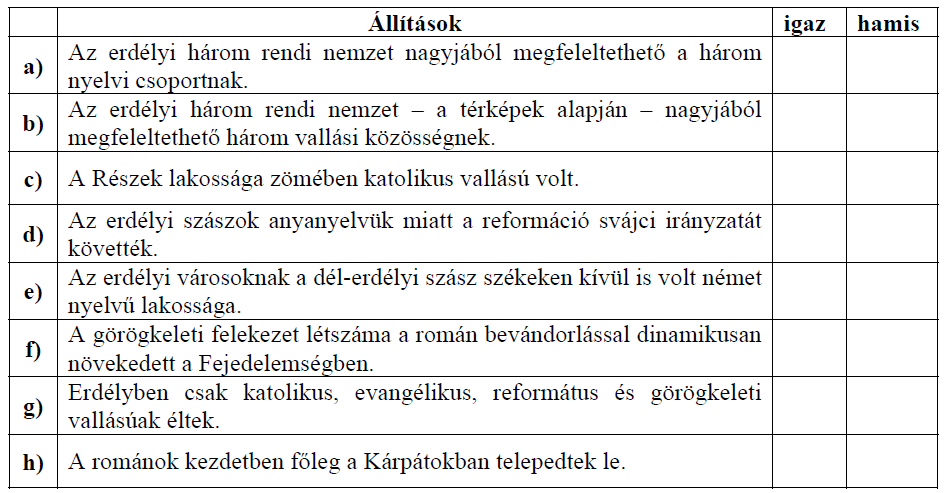 Állítások igaz hamis
a) Az erdélyi három rendi nemzet nagyjából megfeleltethető a három
nyelvi csoportnak.
b) Az erdélyi három rendi nemzet – a térképek alapján – nagyjából
megfeleltethető három vallási közösségnek.
c) A Részek lakossága zömében katolikus vallású volt.
d) Az erdélyi szászok anyanyelvük miatt a reformáció svájci irányzatát
követték.
e) Az erdélyi városoknak a dél-erdélyi szász székeken kívül is volt német
nyelvű lakossága.
f) A görögkeleti felekezet létszáma a román bevándorlással dinamikusan
növekedett a Fejedelemségben.
g) Erdélyben csak katolikus, evangélikus, református és görögkeleti
vallásúak éltek.
h) A románok kezdetben főleg a Kárpátokban telepedtek le.